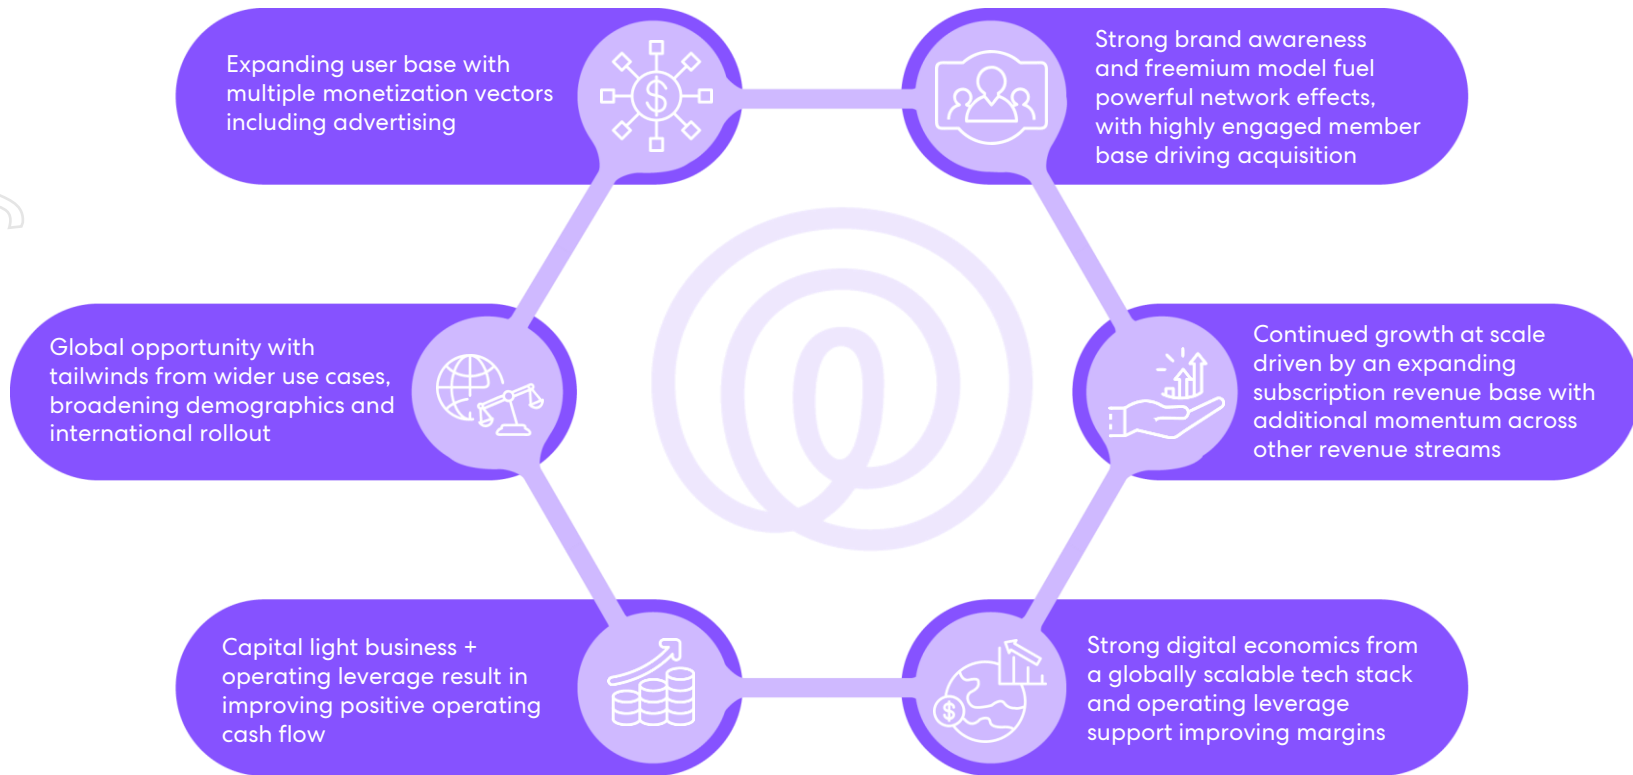 Expanding user base with
multiple monetization vectors
including advertising
Strong brand awareness
and freemium model fuel
powerful network effects,
with highly engaged member
base driving acquisition
Global opportunity with
tailwinds from wider use cases,
broadening demographics and
international rollout
Continued growth at scale
driven by an expanding
subscription revenue base with
additional momentum across
other revenue streams
Capital light business +
operating leverage result in
improving positive operating
cash flow
Strong digital economics from
a globally scalable tech stack
and operating leverage
support improving margins
$
$